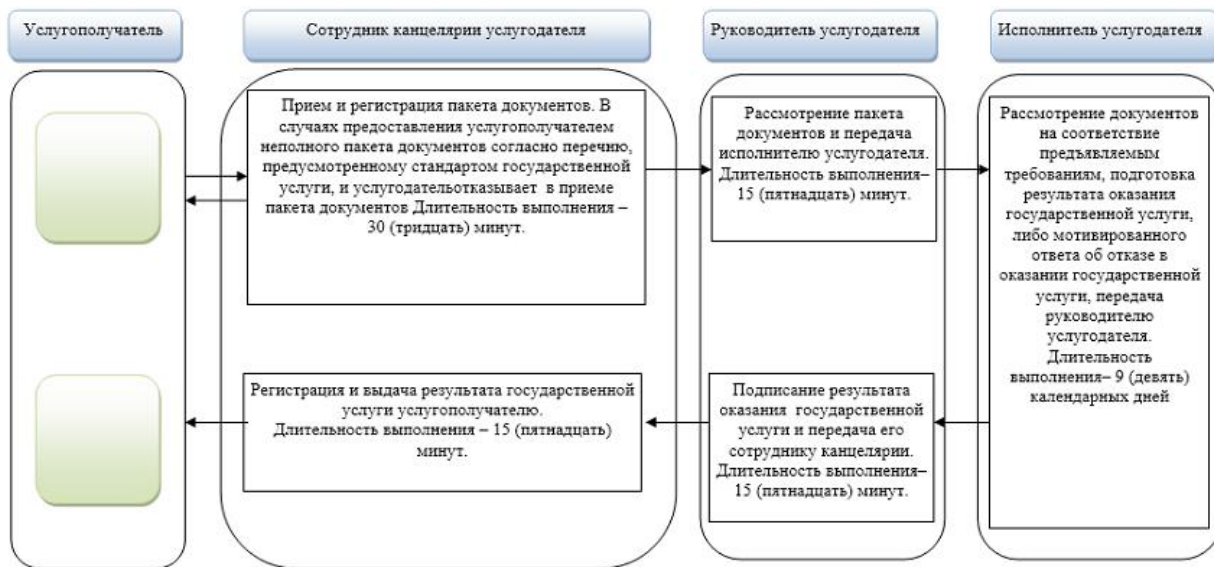 Услугополучатель
Сотрудник канцелярии услугодателя
Руководитель услугодателя
Исполнитель услугодателя
Прием и регистрация пакета документов. В
случаях предоставления услугополучателем
неполного пакета документов согласно перечню,
предусмотренному стандартом государственной
услуги, и услугодательотказывает в приеме
пакета документов Длительность выполнения –
30 (тридцать) минут.
Рассмотрение пакета
документов и передача
исполнителю услугодателя.
Длительность выполнения–
15 (пятнадцать) минут.
Рассмотрение документов
на соответствие
предъявляемым
требованиям, подготовка
результата оказания
государственной услуги,
либо мотивированного
ответа об отказе в
оказании государственной
услуги, передача
руководителю
услугодателя.
Длительность
выполнения– 9 (девять)
календарных дней
Регистрация и выдача результата государственной
услуги услугополучателю.
Длительность выполнения – 15 (пятнадцать)
минут.
Подписание результата
оказания государственной
услуги и передача его
сотруднику канцелярии.
Длительность выполнения–
15 (пятнадцать) минут.